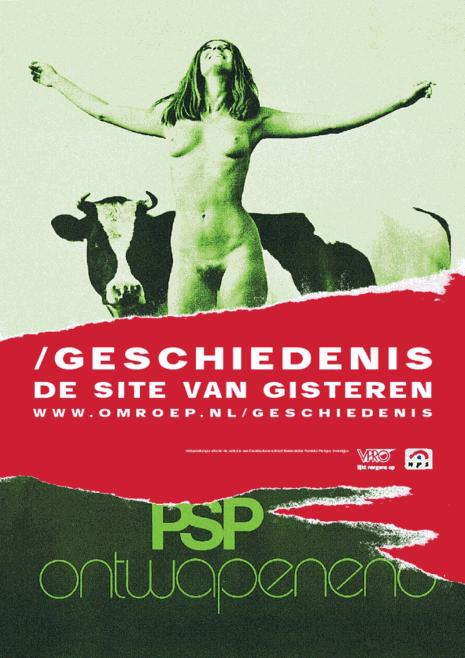 /GESCHIEDENIS
DE SITE VAN GISTEREN
WWW.OMROEP.NL/GESCHIEDENIS
VPRO
NPS
PSP
ontwapenend